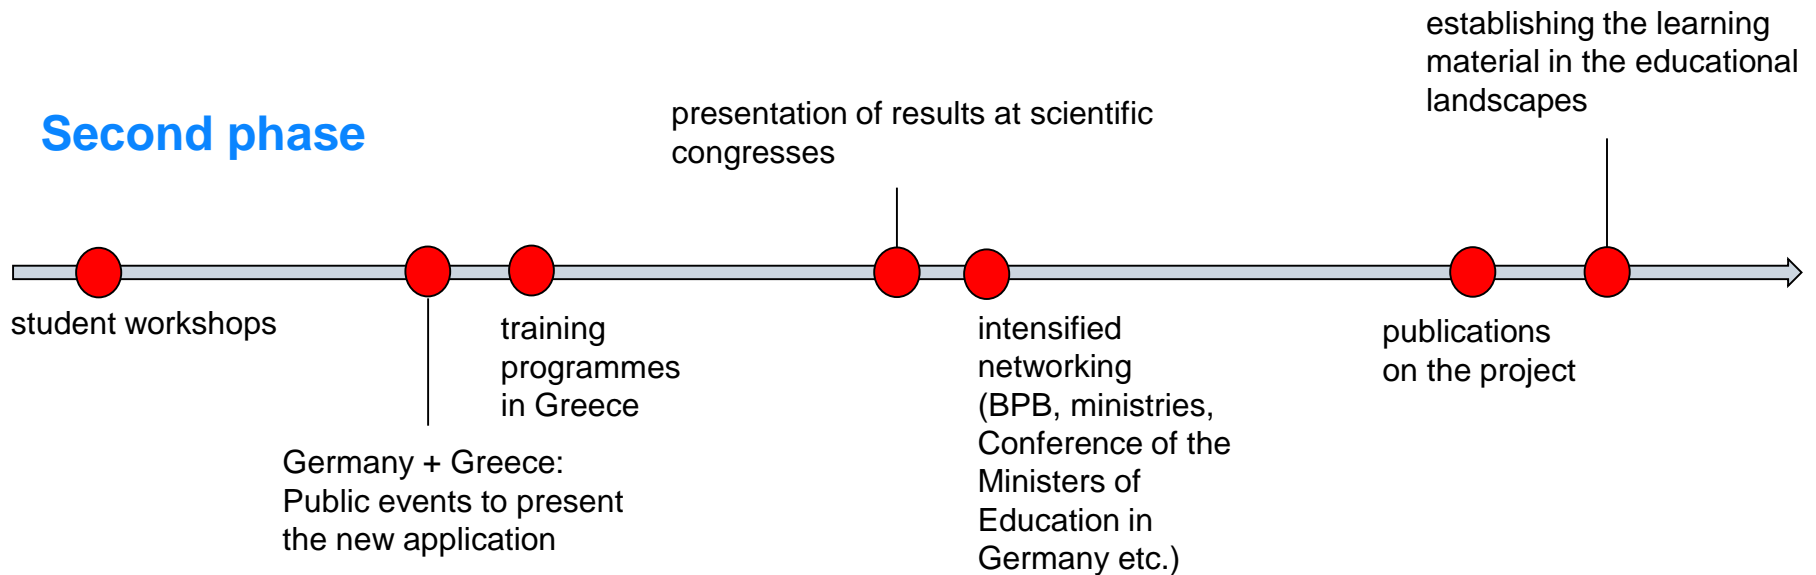 Second phase
student workshops
Germany + Greece:
Public events to present
the new application
training
programmes
in Greece
presentation of results at scientific
congresses
intensified
networking
(BPB, ministries,
Conference of the
Ministers of
Education in
Germany etc.)
publications
on the project
establishing the learning
material in the educational
landscapes